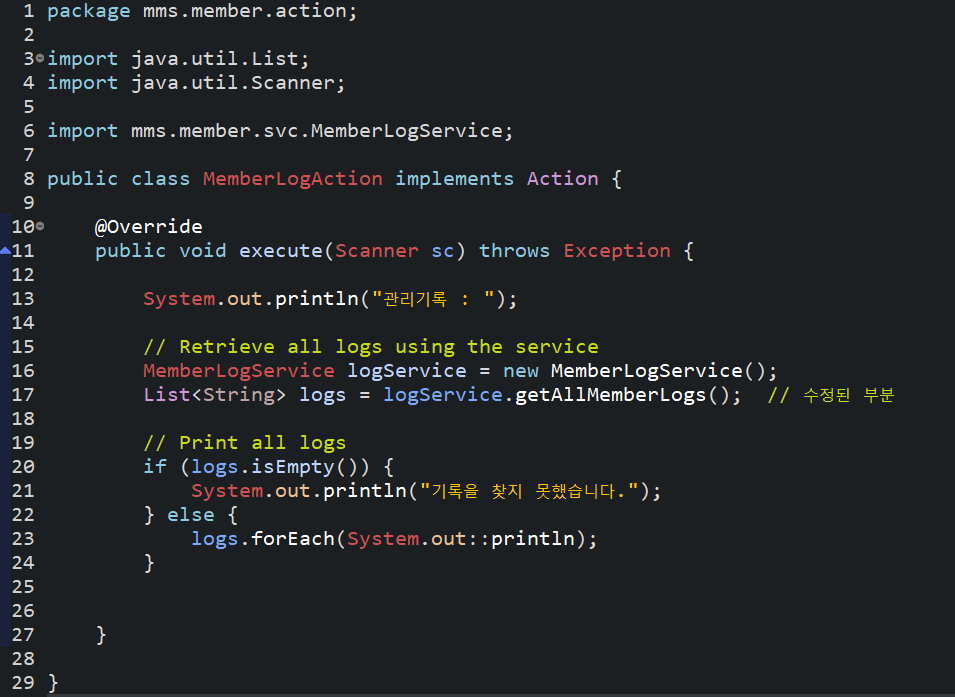 1 package mms.member.action;
2
3 import java.util.List;
4 import java.util.Scanner;
5
6 import mms.member.svc.MemberLogService;
7
8 public class MemberLogAction implements Action {
9
10     @Override
11     public void execute(Scanner sc) throws Exception {
12
13         System.out.println("관리기록 : ");
14
15         // Retrieve all logs using the service
16         MemberLogService logService = new MemberLogService();
17         List<String> logs = logService.getAllMemberLogs();  // 수정된 부분
18
19         // Print all logs
20         if (logs.isEmpty()) {
21             System.out.println("기록을 찾지 못했습니다.");
22         } else {
23             logs.forEach(System.out::println);
24         }
25
26
27     }
28
29 }